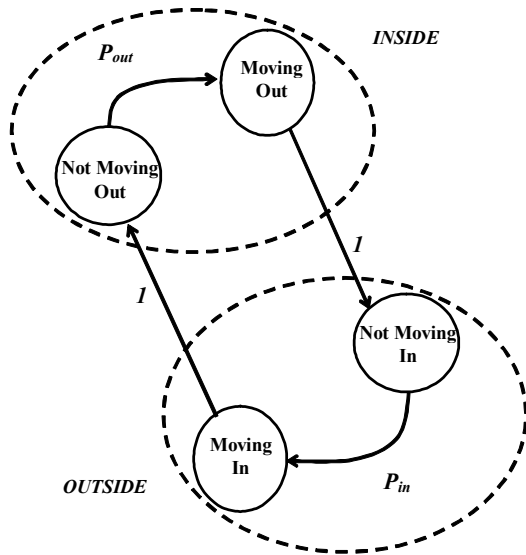 INSIDE
P_out
Moving
Out
Not Moving
Out
1
1
Not Moving
In
Moving
In
P_in
OUTSIDE